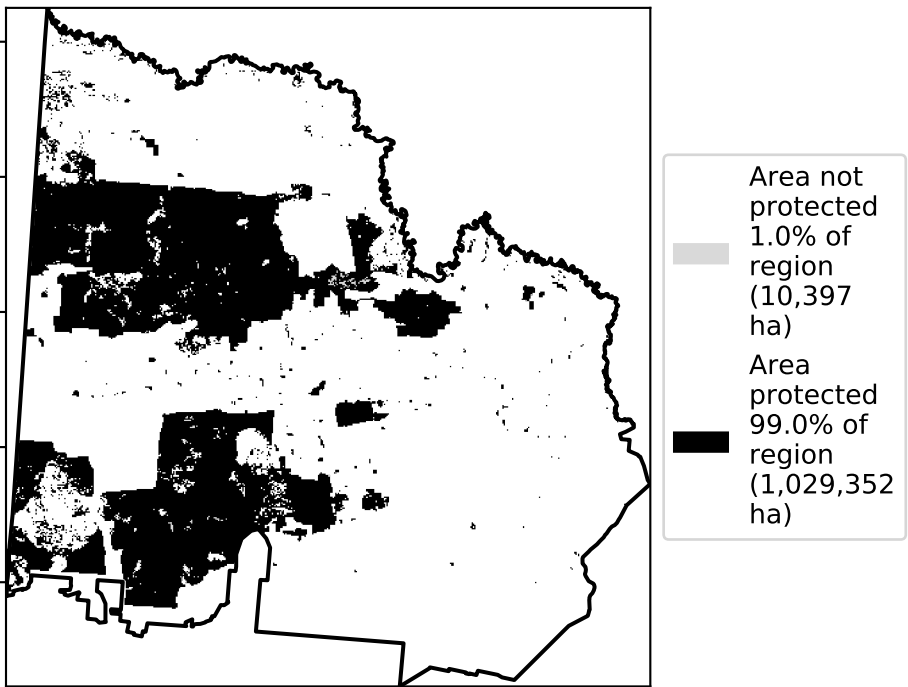 Area not
protected
1.0% of
region
(10,397
ha)
Area
protected
99.0% of
region
(1,029,352
ha)